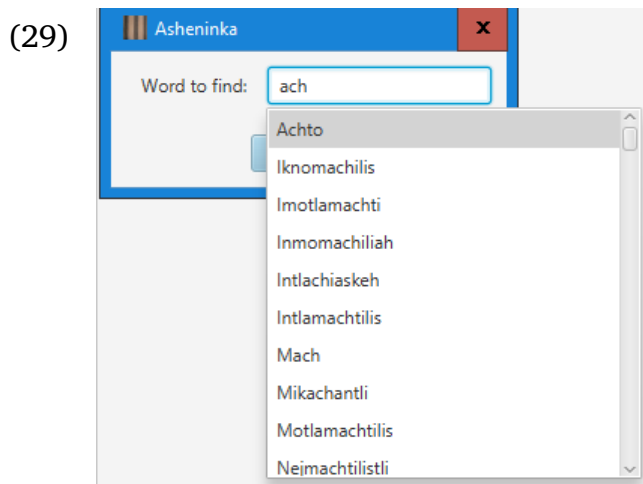 (29)
Asheninka
x
Word to find: ach
Achto
Iknomachilis
Imotlamachti
Inmomachiliah
Intlachiaskeh
Intlamachtilis
Mach
Mikachantli
Motlamachtilis
Nejmachtilistli